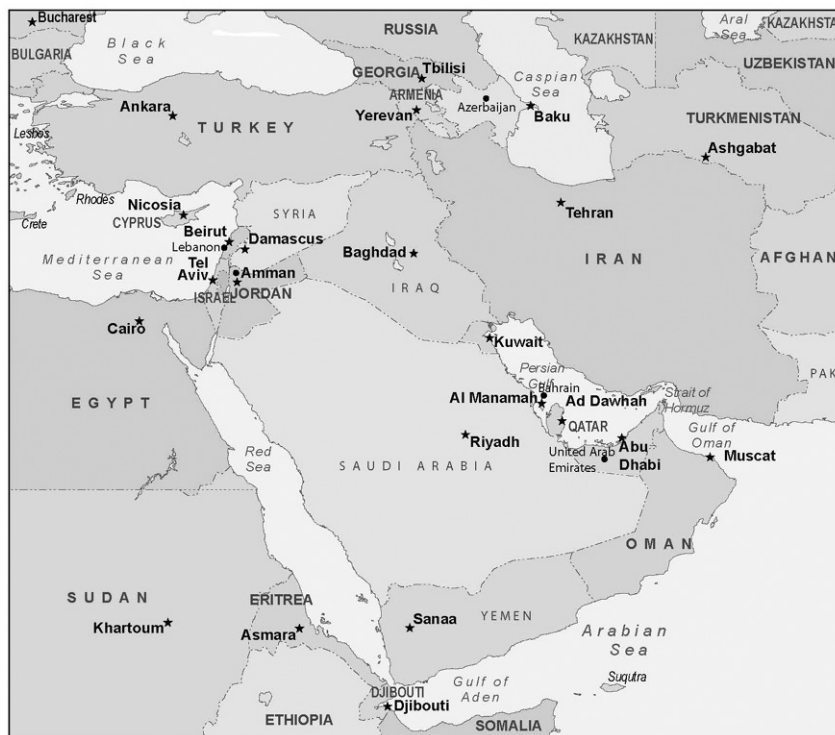 Bucharest
RUSSIA
Aral
Sea
KAZAKHST
KAZAKHSTAN
Black
Sea
BULGARIA
UZBEKISTAN
GEORGIA
Tbilisi
Caspian
Sea
ARMENIA
Azerbaijan
Ankara
Yerevan
Baku
TURKEY
TURKMENISTAN
Lesbos
Ashgabat
Rhodes
Nicosia
Tehran
Crete
CYPRUS
SYRIA
Beirut
Lebanon
Damascus
Baghdad
IRAN
AFGHAN
Mediterranean
Sea
Tel
Aviv
Amman
IRAQ
ISRAEL
JORDAN
Cairo
Kuwait
Persian
Gulf
PAK
Bahrain
Strait of
Hormuz
Al Manamah
Ad Dawhah
EGYPT
QATAR
Gulf of
Oman
Red
Sea
Riyadh
SAUDI ARABIA
United Arab
Emirates
Abu
Dhabi
Muscat
OMAN
SUDAN
ERITREA
Khartoum
Asmara
Sanaa
YEMEN
Arabian
Sea
Suqutra
DJIBOUTI
Djibouti
Gulf of
Aden
ETHIOPIA
SOMALIA